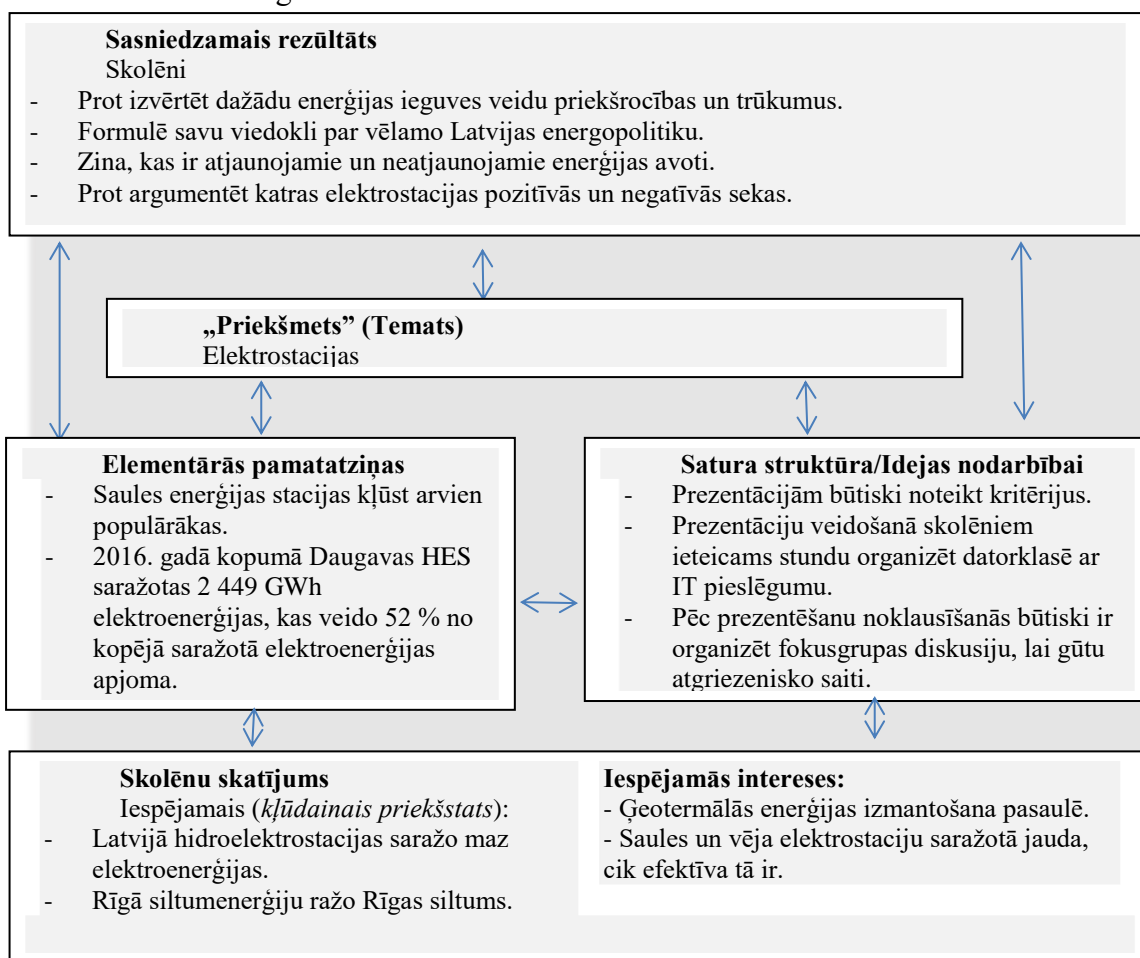 Sasniedzamais rezūltāts
Skolēni
- Prot izvērtēt dažādu enerģijas ieguves veidu priekšrocības un trūkumus.
- Formulē savu viedokli par vēlamo Latvijas energopolitiku.
- Zina, kas ir atjaunojamie un neatjaunojamie enerģijas avoti.
- Prot argumentēt katras elektrostacijas pozitīvās un negatīvās sekas.
„Priekšmets” (Temats)
Elektrostacijas
Elementārās pamatatziņas
- Saules enerģijas stacijas kļūst arvien
populārākas.
- 2016. gadā kopumā Daugavas HES
saražotas 2 449 GWh
elektroenerģijas, kas veido 52 % no
kopējā saražotā elektroenerģijas
apjoma.
Satura struktūra/Idejas nodarbībai
- Prezentācijām būtiski noteikt kritērijus.
- Prezentāciju veidošanā skolēniem
ieteicams stundu organizēt datorklasē ar
IT pieslēgumu.
- Pēc prezentēšanu noklausīšanās būtiski ir
organizēt fokusgrupas diskusiju, lai gūtu
atgriezenisko saiti.
Skolēnu skatījums
Iespējamais (kļūdainais priekšstats):
- Latvijā hidroelektrostacijas saražo maz
elektroenerģijas.
- Rīgā siltumenerģiju ražo Rīgas siltums.
Iespējamās intereses:
- Ģeotermālās enerģijas izmantošana pasaulē.
- Saules un vēja elektrostaciju saražotā jauda,
cik efektīva tā ir.